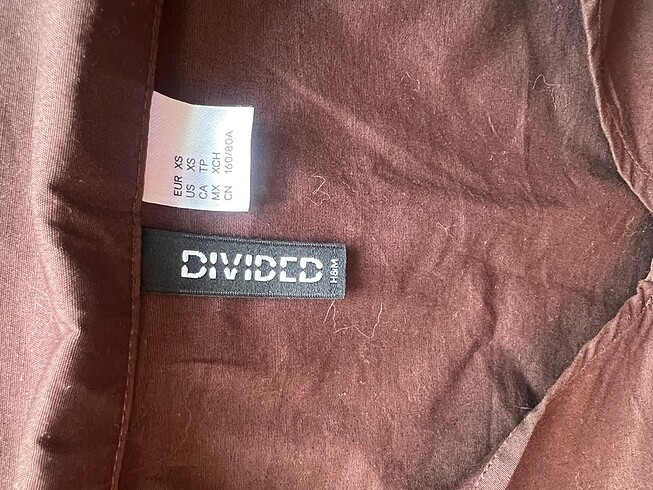 EUR XS
US XS
CA TP
MX XCH
CN 160/80A
DIVIDED
H&M